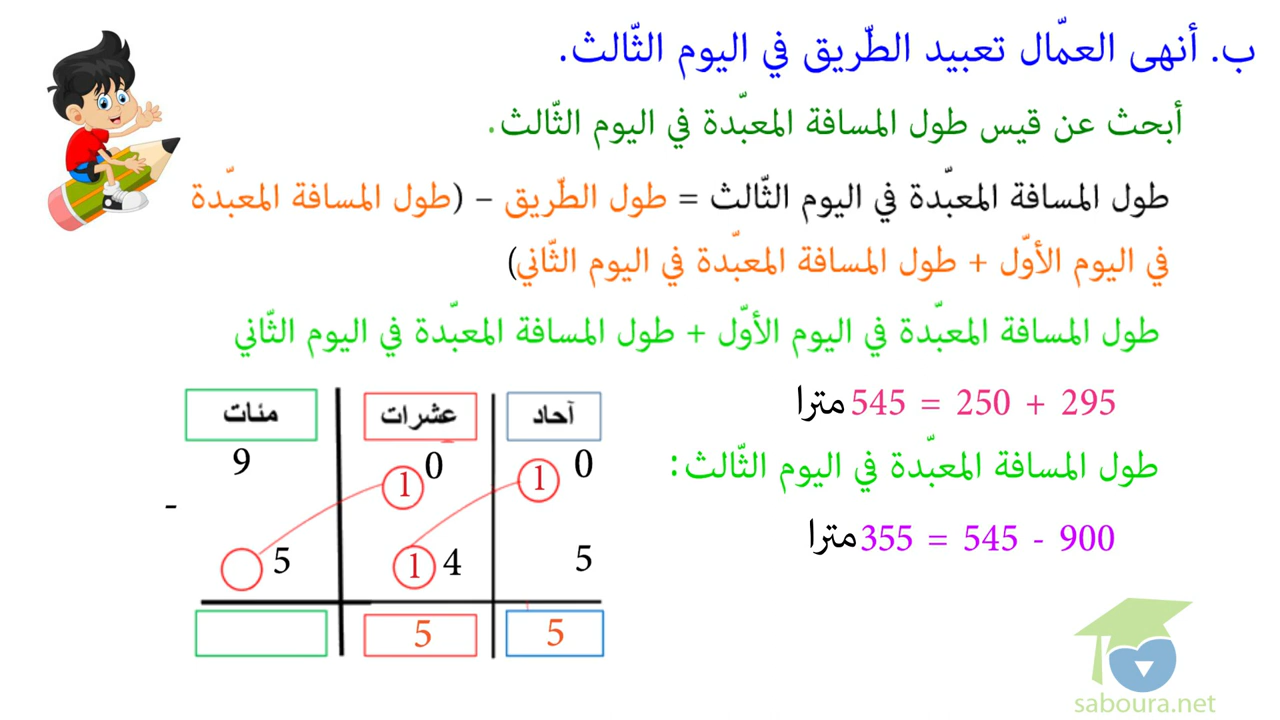 ب. أنهى العمّال تعبيد الطّريق في اليوم الثّالث.
أبحث عن قيس طول المسافة المعبّدة في اليوم الثّالث.
طول المسافة المعبّدة في اليوم الثّالث = طول الطّريق – (طول المسافة المعبّدة
في اليوم الأوّل + طول المسافة المعبّدة في اليوم الثّاني)
طول المسافة المعبّدة في اليوم الأوّل + طول المسافة المعبّدة في اليوم الثّاني
295 + 250 = 545 مترا
طول المسافة المعبّدة في اليوم الثّالث:
900 - 545 = 355 مترا
آحاد عشرات مئات
0 1 0 1 9
-
5 4 1 5
5 5
saboura.net